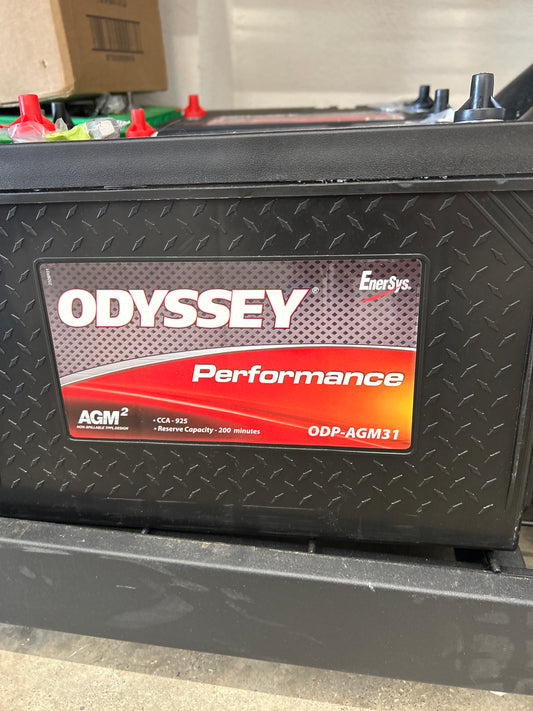 EnerSys.
ODYSSEY®
Performance
AGM²
NON-SPILLABLE TPPL DESIGN
• CCA - 925
• Reserve Capacity - 200 minutes
ODP-AGM31